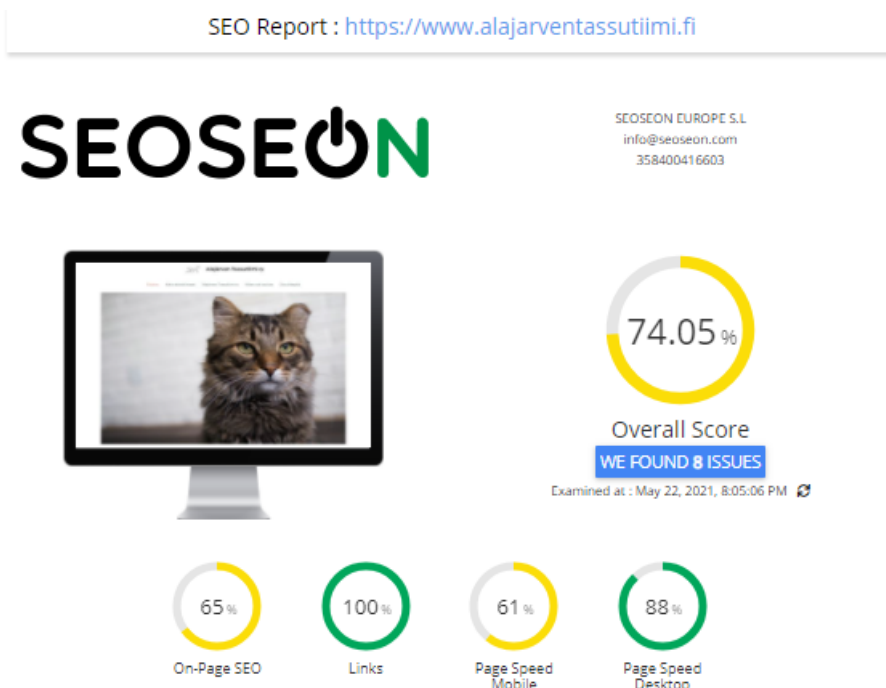 SEO Report : https://www.alajarventassutiimi.fi
SEOSEON
SEOSEON EUROPE S.L
info@seoseon.com
358400416603
74.05 %
Overall Score
WE FOUND 8 ISSUES
Examined at : May 22, 2021, 8:05:06 PM
65 %
100 %
61 %
88 %
On-Page SEO
Links
Page Speed
Mobile
Page Speed
Desktop